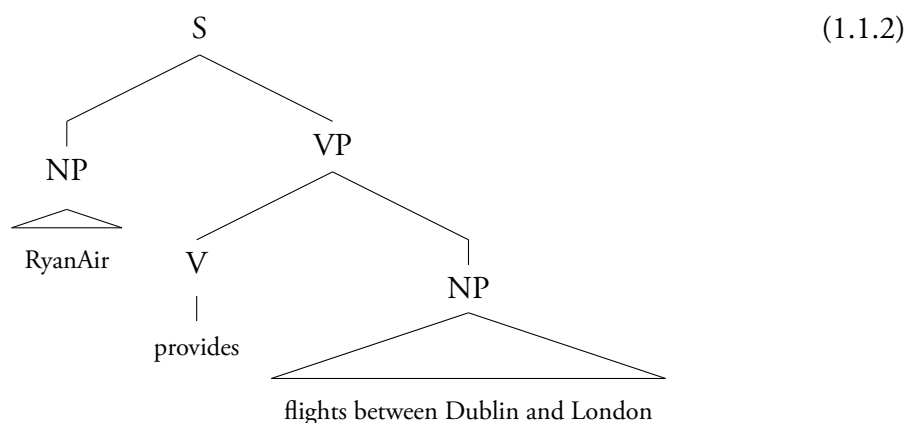 S (1.1.2)
NP VP
RyanAir V NP
provides
flights between Dublin and London